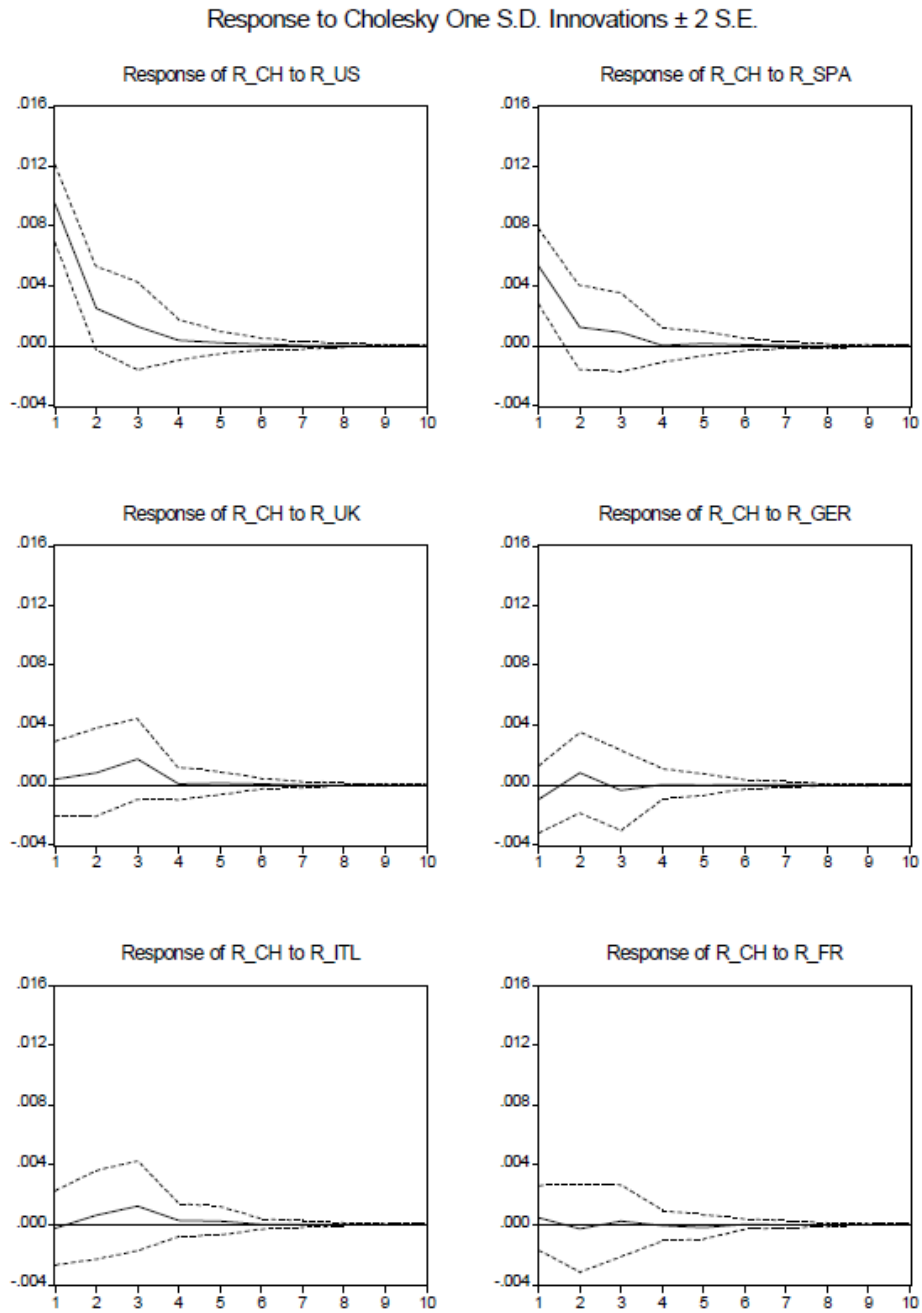 Response to Cholesky One S.D. Innovations ± 2 S.E.
Response of R_CH to R_US
.016
.012
.008
.004
.000
-.004
1 2 3 4 5 6 7 8 9 10
Response of R_CH to R_SPA
.016
.012
.008
.004
.000
-.004
1 2 3 4 5 6 7 8 9 10
Response of R_CH to R_UK
.016
.012
.008
.004
.000
-.004
1 2 3 4 5 6 7 8 9 10
Response of R_CH to R_GER
.016
.012
.008
.004
.000
-.004
1 2 3 4 5 6 7 8 9 10
Response of R_CH to R_ITL
.016
.012
.008
.004
.000
-.004
1 2 3 4 5 6 7 8 9 10
Response of R_CH to R_FR
.016
.012
.008
.004
.000
-.004
1 2 3 4 5 6 7 8 9 10